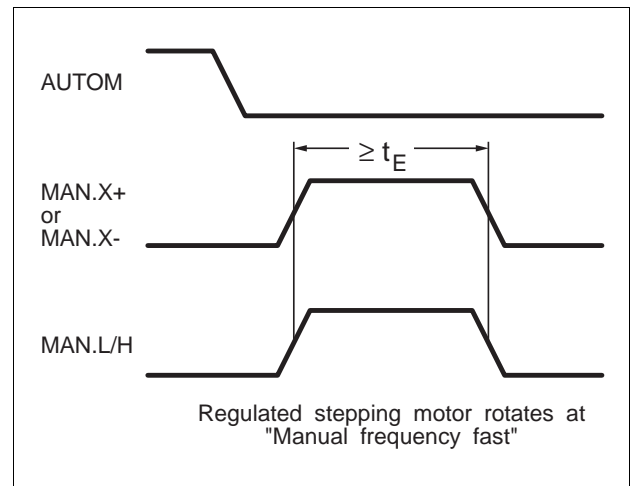 AUTOM
≥ tE
MAN.X+
or
MAN.X-
MAN.L/H
Regulated stepping motor rotates at
"Manual frequency fast"